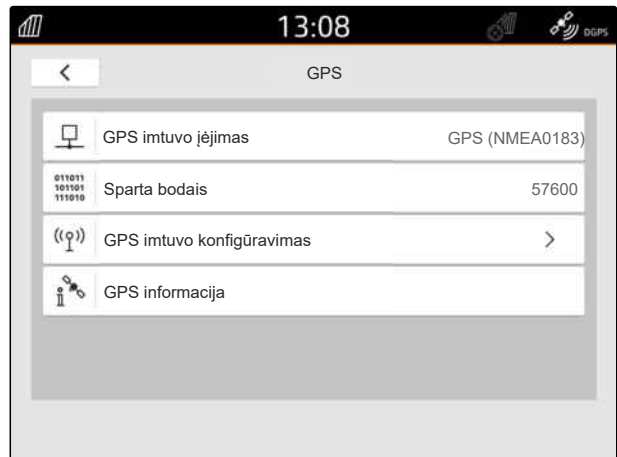 13:08
DGPS
GPS
GPS imtuvo įėjimas
GPS (NMEA0183)
011011
101101
111010
Sparta bodais
57600
GPS imtuvo konfigūravimas
GPS informacija